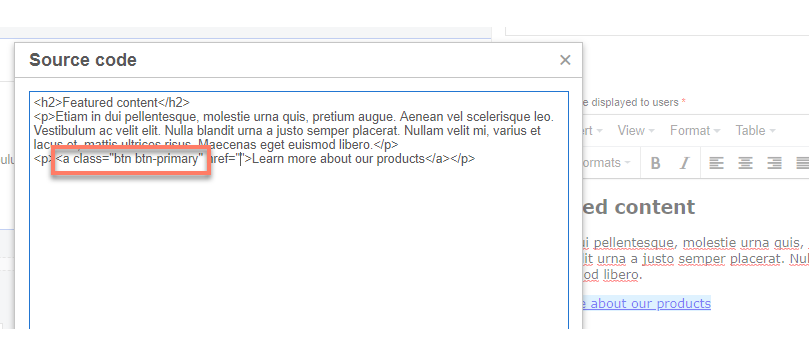 Source code
×
<h2>Featured content</h2>
<p>Etiam in dui pellentesque, molestie urna quis, pretium augue. Aenean vel scelerisque leo.
Vestibulum ac velit elit. Nulla blandit urna a justo semper placerat. Nullam velit mi, varius et
lacus et, mattis ultrices risus. Maecenas eget euismod libero.</p>
<p><a class="btn btn-primary" href="">Learn more about our products</a></p>
e displayed to users *
View
Format
Table
ormats
B I
ed content
ui pellentesque, molestie urna quis,
it urna a justo semper placerat. Nul
od libero.
e about our products